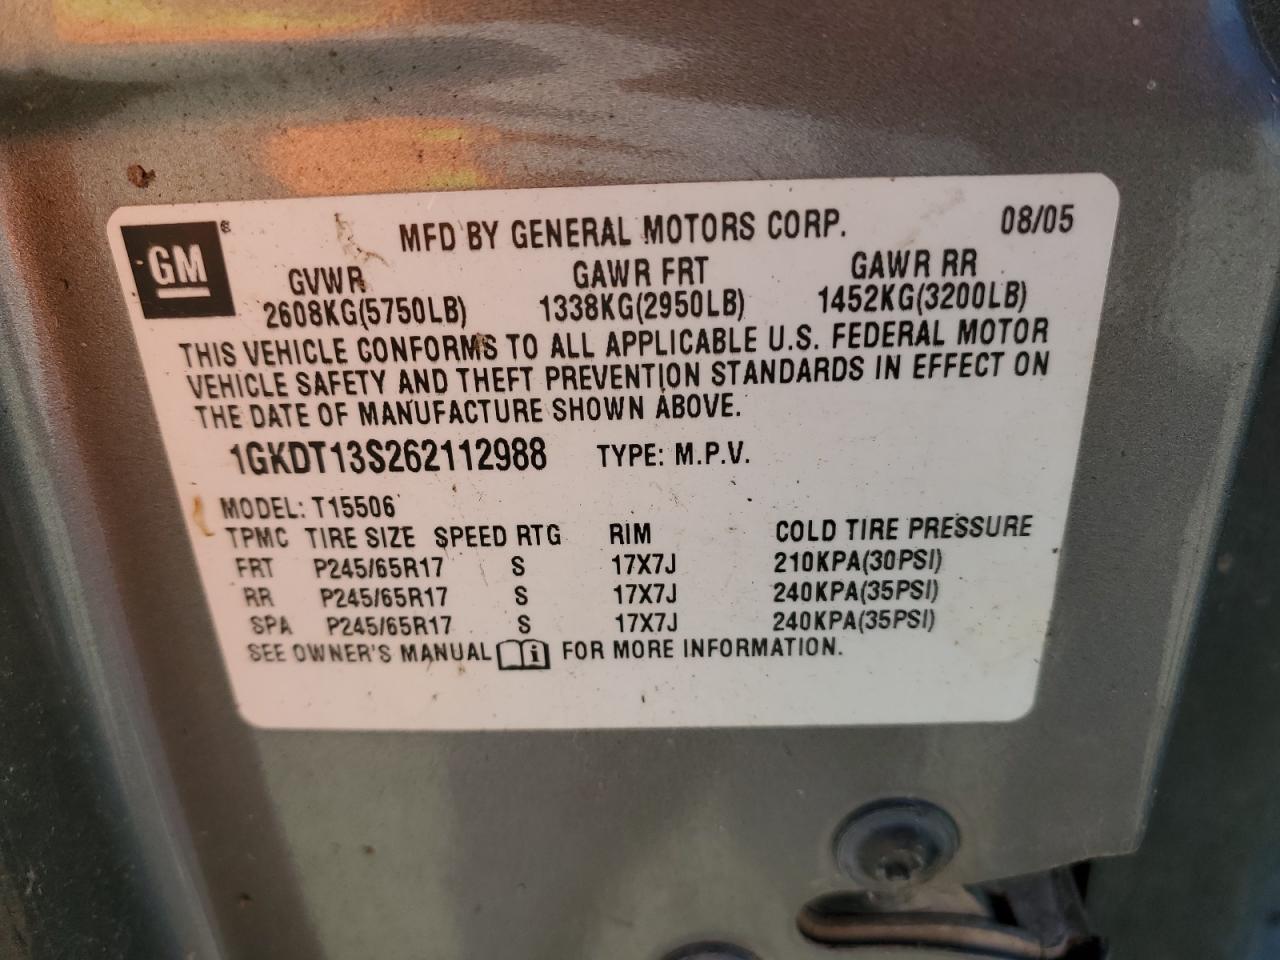 GM®
MFD BY GENERAL MOTORS CORP. 08/05
GVWR GAWR FRT GAWR RR
2608KG(5750LB) 1338KG(2950LB) 1452KG(3200LB)
THIS VEHICLE CONFORMS TO ALL APPLICABLE U.S. FEDERAL MOTOR
VEHICLE SAFETY AND THEFT PREVENTION STANDARDS IN EFFECT ON
THE DATE OF MANUFACTURE SHOWN ABOVE.
1GKDT13S262112988 TYPE: M.P.V.
MODEL: T15506
TPMC TIRE SIZE SPEED RTG RIM COLD TIRE PRESSURE
FRT P245/65R17 S 17X7J 210KPA(30PSI)
RR P245/65R17 S 17X7J 240KPA(35PSI)
SPA P245/65R17 S 17X7J 240KPA(35PSI)
SEE OWNER'S MANUAL i FOR MORE INFORMATION.